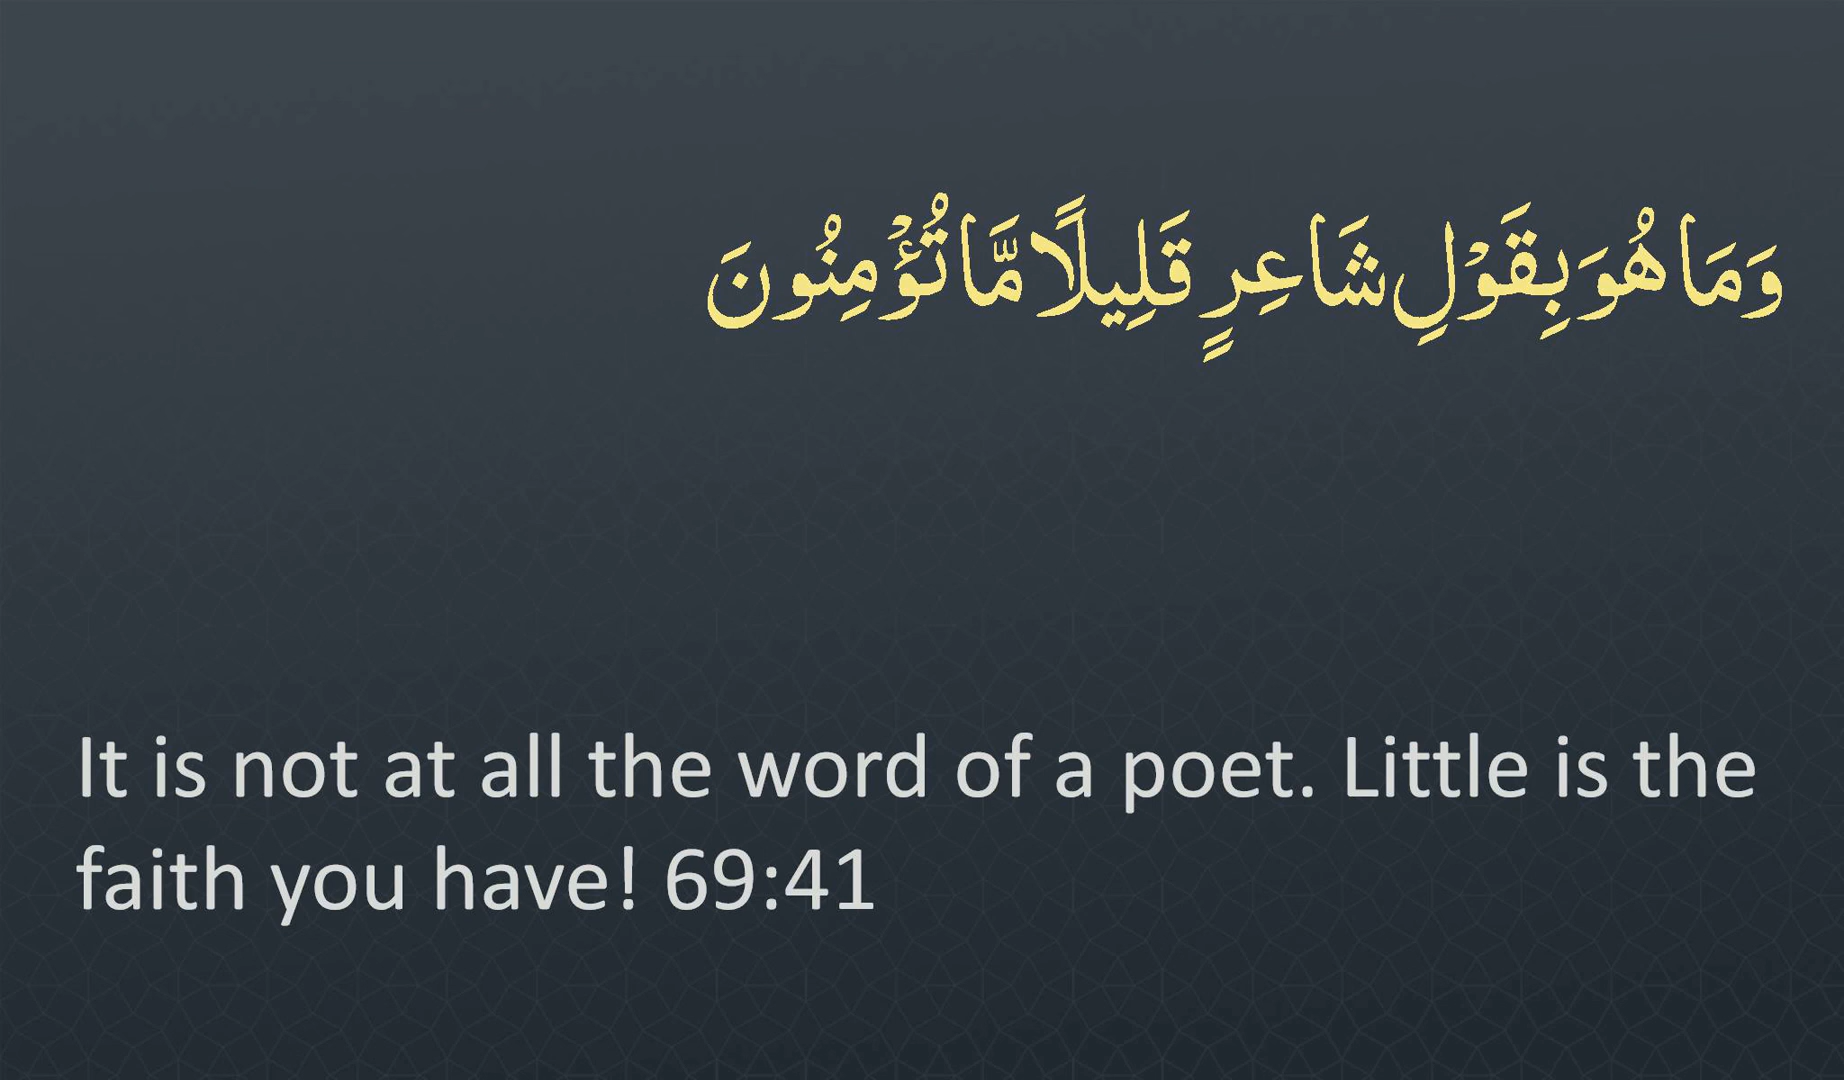 وَمَا هُوَ بِقَوْلِ شَاعِرٍ قَلِيلًا مَّا تُؤْمِنُونَ
It is not at all the word of a poet. Little is the
faith you have! 69:41